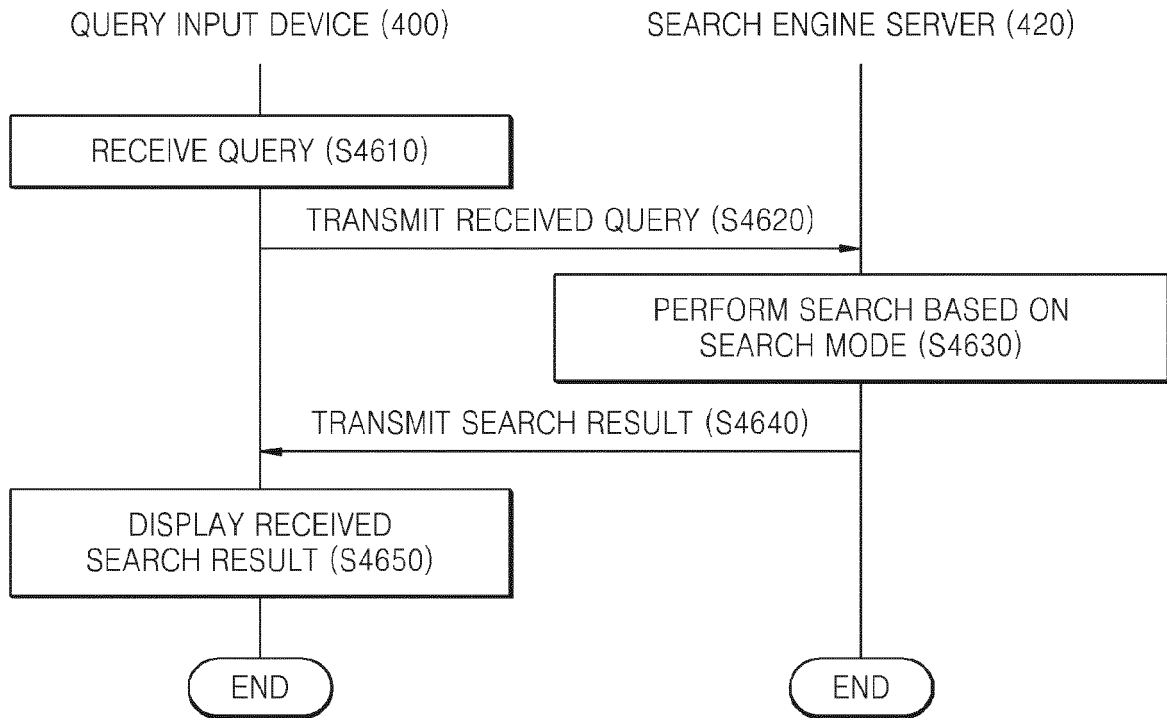 QUERY INPUT DEVICE (400)
SEARCH ENGINE SERVER (420)
RECEIVE QUERY (S4610)
TRANSMIT RECEIVED QUERY (S4620)
PERFORM SEARCH BASED ON
SEARCH MODE (S4630)
TRANSMIT SEARCH RESULT (S4640)
DISPLAY RECEIVED
SEARCH RESULT (S4650)
END
END